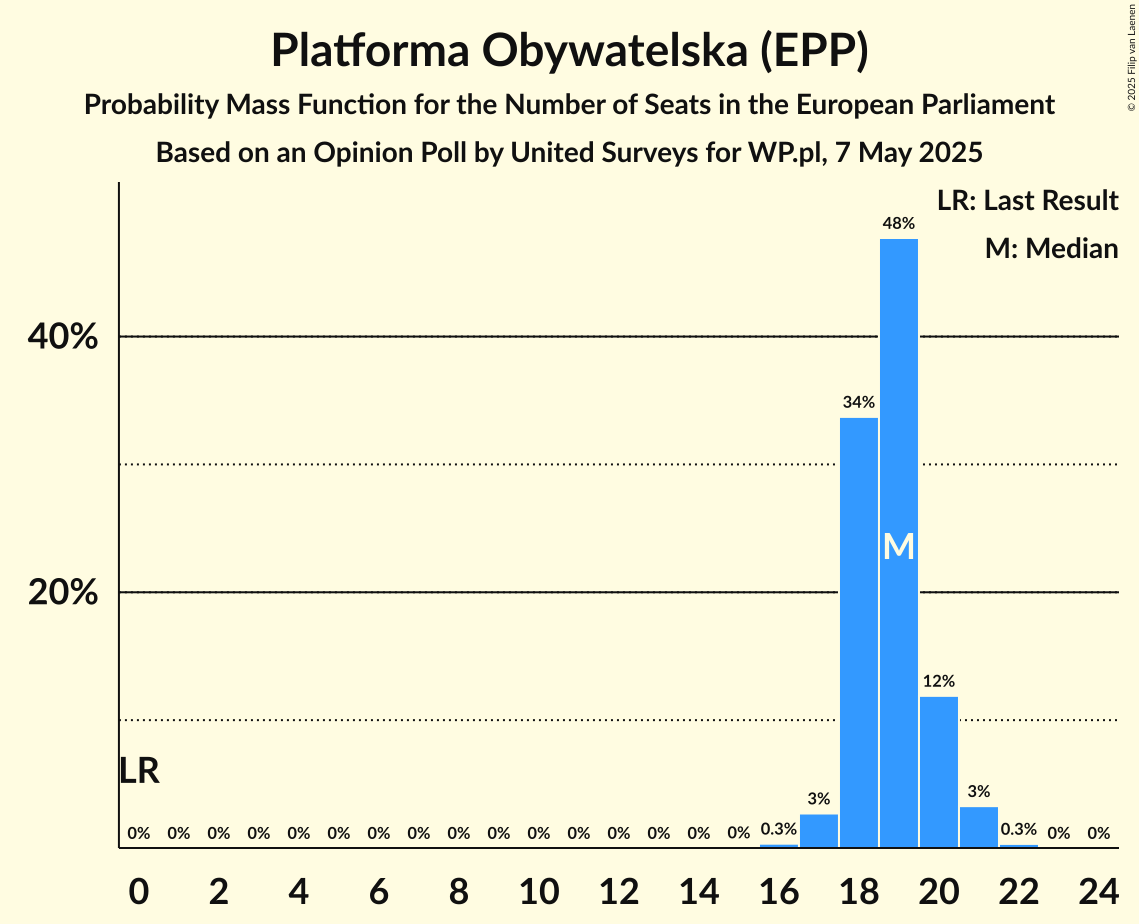 Platforma Obywatelska (EPP)
Probability Mass Function for the Number of Seats in the European Parliament
Based on an Opinion Poll by United Surveys for WP.pl, 7 May 2025
© 2025 Filip van Laenen
LR: Last Result
M: Median
40%
20%
48%
34%
M
12%
LR
0% 0% 0% 0% 0% 0% 0% 0% 0% 0% 0% 0% 0% 0% 0% 0% 0.3% 3% 3% 0.3% 0% 0%
0 2 4 6 8 10 12 14 16 18 20 22 24